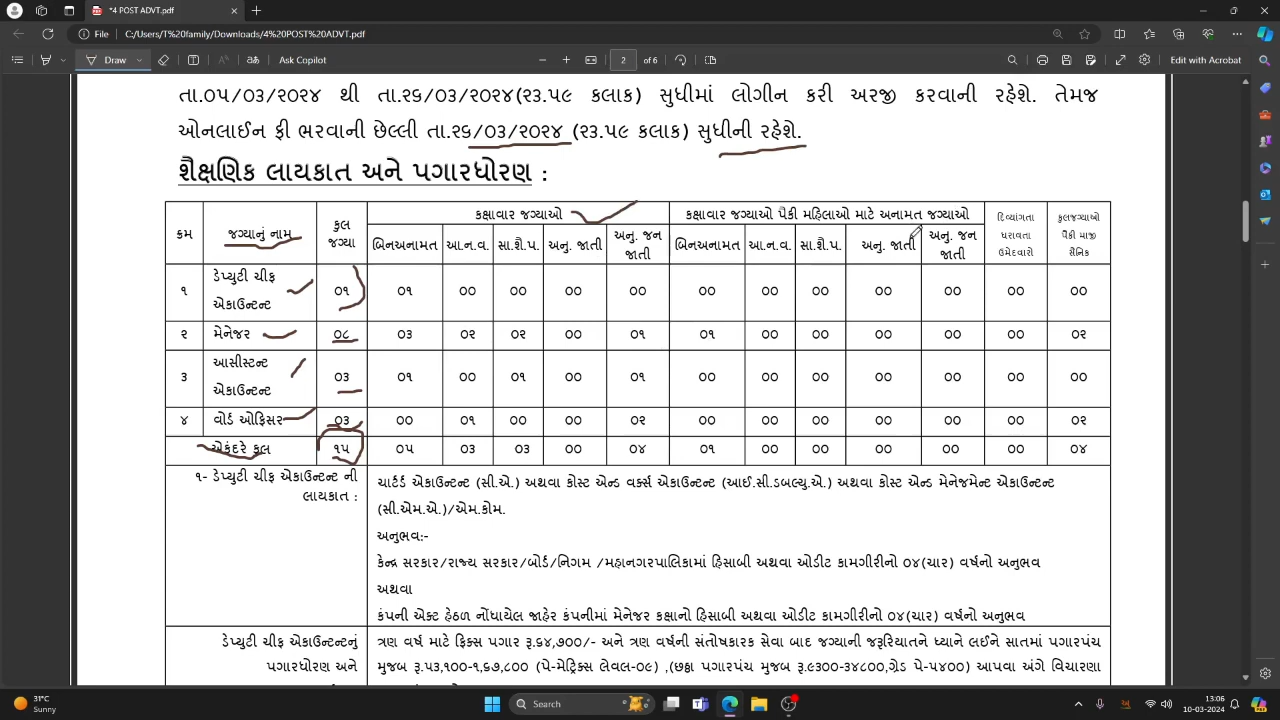 *4 POST ADVT.pdf
File C:/Users/T%20family/Downloads/4%20POST%20ADVT.pdf
Draw Ask Copilot 2 of 6 Edit with Acrobat
તા.૦૫/૦૩/૨૦૨૪ થી તા.૨૬/૦૩/૨૦૨૪(૨૩.૫૯ કલાક) સુધીમાં લોગીન કરી અરજી કરવાની રહેશે. તેમજ
ઓનલાઈન ફી ભરવાની છેલ્લી તા.૨૬/૦૩/૨૦૨૪ (૨૩.૫૯ કલાક) સુધીની રહેશે.
શૈક્ષણિક લાયકાત અને પગારધોરણ :
ક્રમ જગ્યાનું નામ કુલ જગ્યા કક્ષાવાર જગ્યાઓ કક્ષાવાર જગ્યાઓ પૈકી મહિલાઓ માટે અનામત જગ્યાઓ દિવ્યાંગતા ધરાવતા ઉમેદવારો કુલજગ્યાઓ પૈકી માજી સૈનિક
બિનઅનામત આ.ન.વ. સા.શૈ.પ. અનુ. જાતી અનુ. જન જાતી બિનઅનામત આ.ન.વ. સા.શૈ.પ. અનુ. જાતી અનુ. જન જાતી
૧ ડેપ્યુટી ચીફ એકાઉન્ટન્ટ ૦૧ ૦૧ ૦૦ ૦૦ ૦૦ ૦૦ ૦૦ ૦૦ ૦૦ ૦૦ ૦૦ ૦૦ ૦૦
૨ મેનેજર ૦૮ ૦૩ ૦૨ ૦૨ ૦૦ ૦૧ ૦૧ ૦૦ ૦૦ ૦૦ ૦૦ ૦૦ ૦૨
૩ આસીસ્ટન્ટ એકાઉન્ટન્ટ ૦૩ ૦૧ ૦૦ ૦૧ ૦૦ ૦૧ ૦૦ ૦૦ ૦૦ ૦૦ ૦૦ ૦૦ ૦૦
૪ વોર્ડ ઓફિસર ૦૩ ૦૦ ૦૧ ૦૦ ૦૦ ૦૨ ૦૦ ૦૦ ૦૦ ૦૦ ૦૦ ૦૦ ૦૨
એકંદરે કુલ ૧૫ ૦૫ ૦૩ ૦૩ ૦૦ ૦૪ ૦૧ ૦૦ ૦૦ ૦૦ ૦૦ ૦૦ ૦૪
૧- ડેપ્યુટી ચીફ એકાઉન્ટન્ટ ની
લાયકાત :
ચાર્ટર્ડ એકાઉન્ટન્ટ (સી.એ.) અથવા કોસ્ટ એન્ડ વર્ક્સ એકાઉન્ટન્ટ (આઈ.સી.ડબલ્યુ.એ.) અથવા કોસ્ટ એન્ડ મેનેજમેન્ટ એકાઉન્ટન્ટ
(સી.એમ.એ.)/એમ.કોમ.
અનુભવ:-
કેન્દ્ર સરકાર/રાજ્ય સરકાર/બોર્ડ/નિગમ /મહાનગરપાલિકામાં હિસાબી અથવા ઓડીટ કામગીરીનો ૦૪(ચાર) વર્ષનો અનુભવ
અથવા
કંપની એક્ટ હેઠળ નોંધાયેલ જાહેર કંપનીમાં મેનેજર કક્ષાનો હિસાબી અથવા ઓડીટ કામગીરીનો ૦૪(ચાર) વર્ષનો અનુભવ
ડેપ્યુટી ચીફ એકાઉન્ટન્ટનું
પગારધોરણ અને
ત્રણ વર્ષ માટે ફિક્સ પગાર રૂ.૬૪,૭૦૦/- અને ત્રણ વર્ષની સંતોષકારક સેવા બાદ જગ્યાની જરૂરિયાતને ધ્યાને લઈને સાતમાં પગારપંચ
મુજબ રૂ.૫૩,૧૦૦-૧,૬૭,૮૦૦ (પે-મેટ્રિક્સ લેવલ-૦૯) ,(છઠ્ઠા પગારપંચ મુજબ રૂ.૯૩૦૦-૩૪૮૦૦,ગ્રેડ પે-૫૪૦૦) આપવા અંગે વિચારણા
31°C
Sunny
Search
13:06
10-03-2024